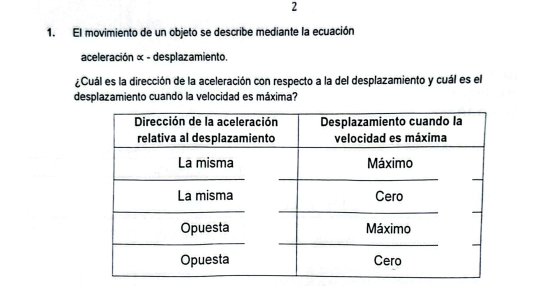 2
1. El movimiento de un objeto se describe mediante la ecuación
aceleración ∝ - desplazamiento.
¿Cuál es la dirección de la aceleración con respecto a la del desplazamiento y cuál es el
desplazamiento cuando la velocidad es máxima?
Dirección de la aceleración relativa al desplazamiento | Desplazamiento cuando la velocidad es máxima
La misma | Máximo
La misma | Cero
Opuesta | Máximo
Opuesta | Cero